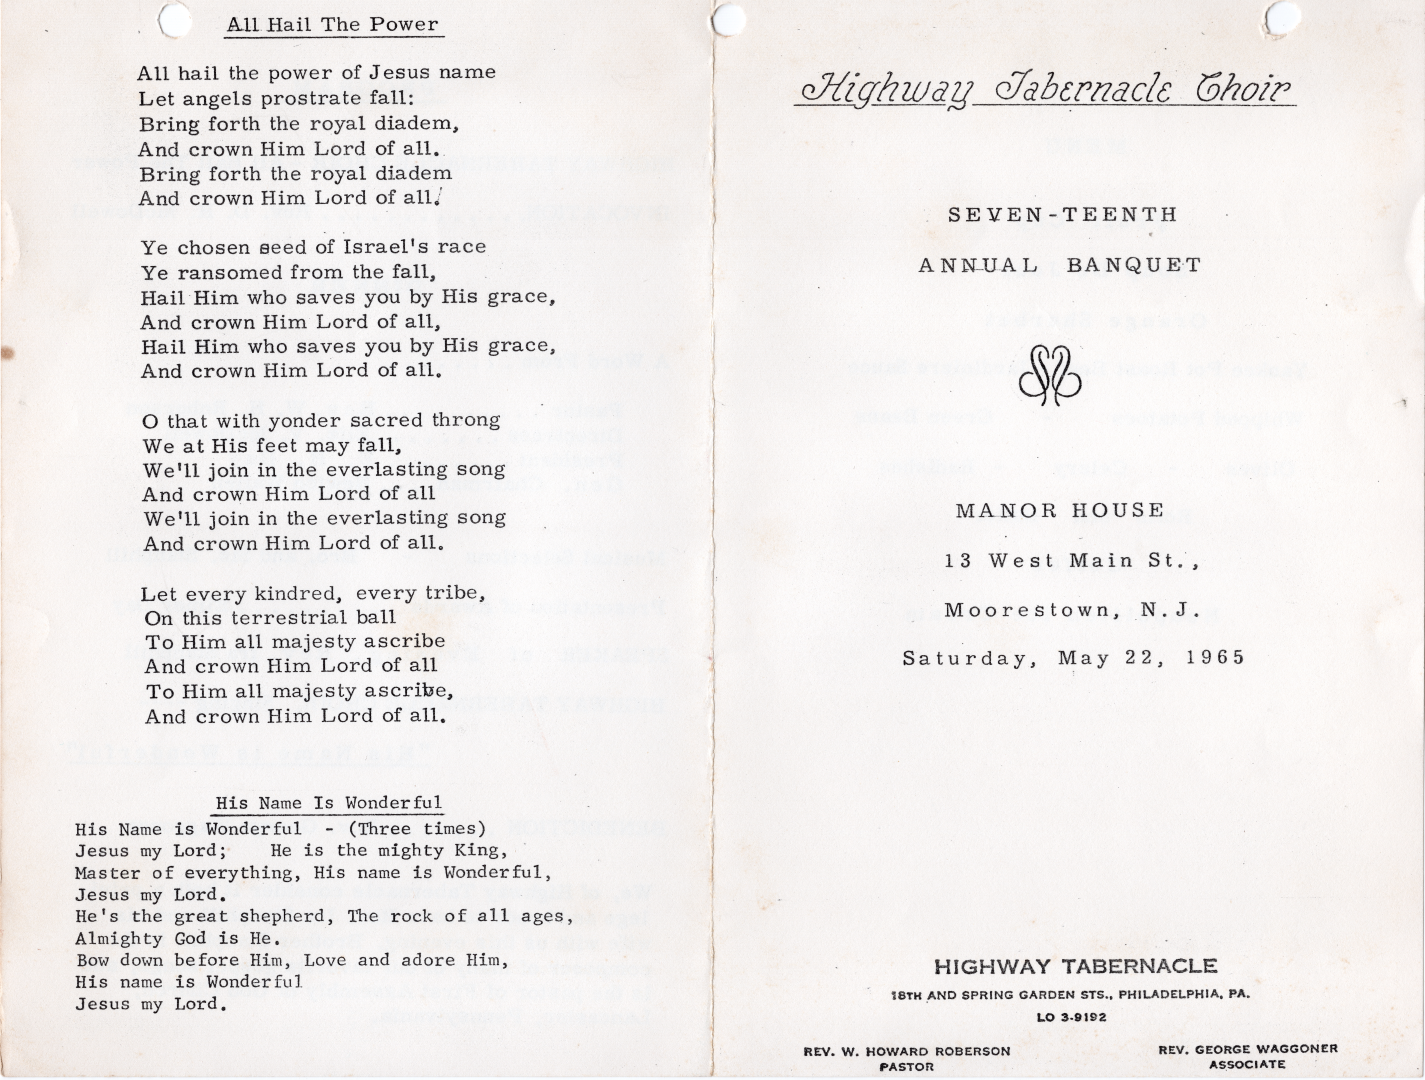 All Hail The Power
All hail the power of Jesus name
Let angels prostrate fall:
Bring forth the royal diadem,
And crown Him Lord of all.
Bring forth the royal diadem
And crown Him Lord of all.
Ye chosen seed of Israel's race
Ye ransomed from the fall,
Hail Him who saves you by His grace,
And crown Him Lord of all,
Hail Him who saves you by His grace,
And crown Him Lord of all.
O that with yonder sacred throng
We at His feet may fall,
We'll join in the everlasting song
And crown Him Lord of all
We'll join in the everlasting song
And crown Him Lord of all.
Let every kindred, every tribe,
On this terrestrial ball
To Him all majesty ascribe
And crown Him Lord of all
To Him all majesty ascribe,
And crown Him Lord of all.
His Name Is Wonderful
His Name is Wonderful - (Three times)
Jesus my Lord; He is the mighty King,
Master of everything, His name is Wonderful,
Jesus my Lord.
He's the great shepherd, The rock of all ages,
Almighty God is He.
Bow down before Him, Love and adore Him,
His name is Wonderful
Jesus my Lord.
Highway Tabernacle Choir
SEVEN-TEENTH
ANNUAL BANQUET
MANOR HOUSE
13 West Main St.,
Moorestown, N.J.
Saturday, May 22, 1965
HIGHWAY TABERNACLE
18TH AND SPRING GARDEN STS., PHILADELPHIA, PA.
LO 3-9192
REV. W. HOWARD ROBERSON
PASTOR
REV. GEORGE WAGGONER
ASSOCIATE